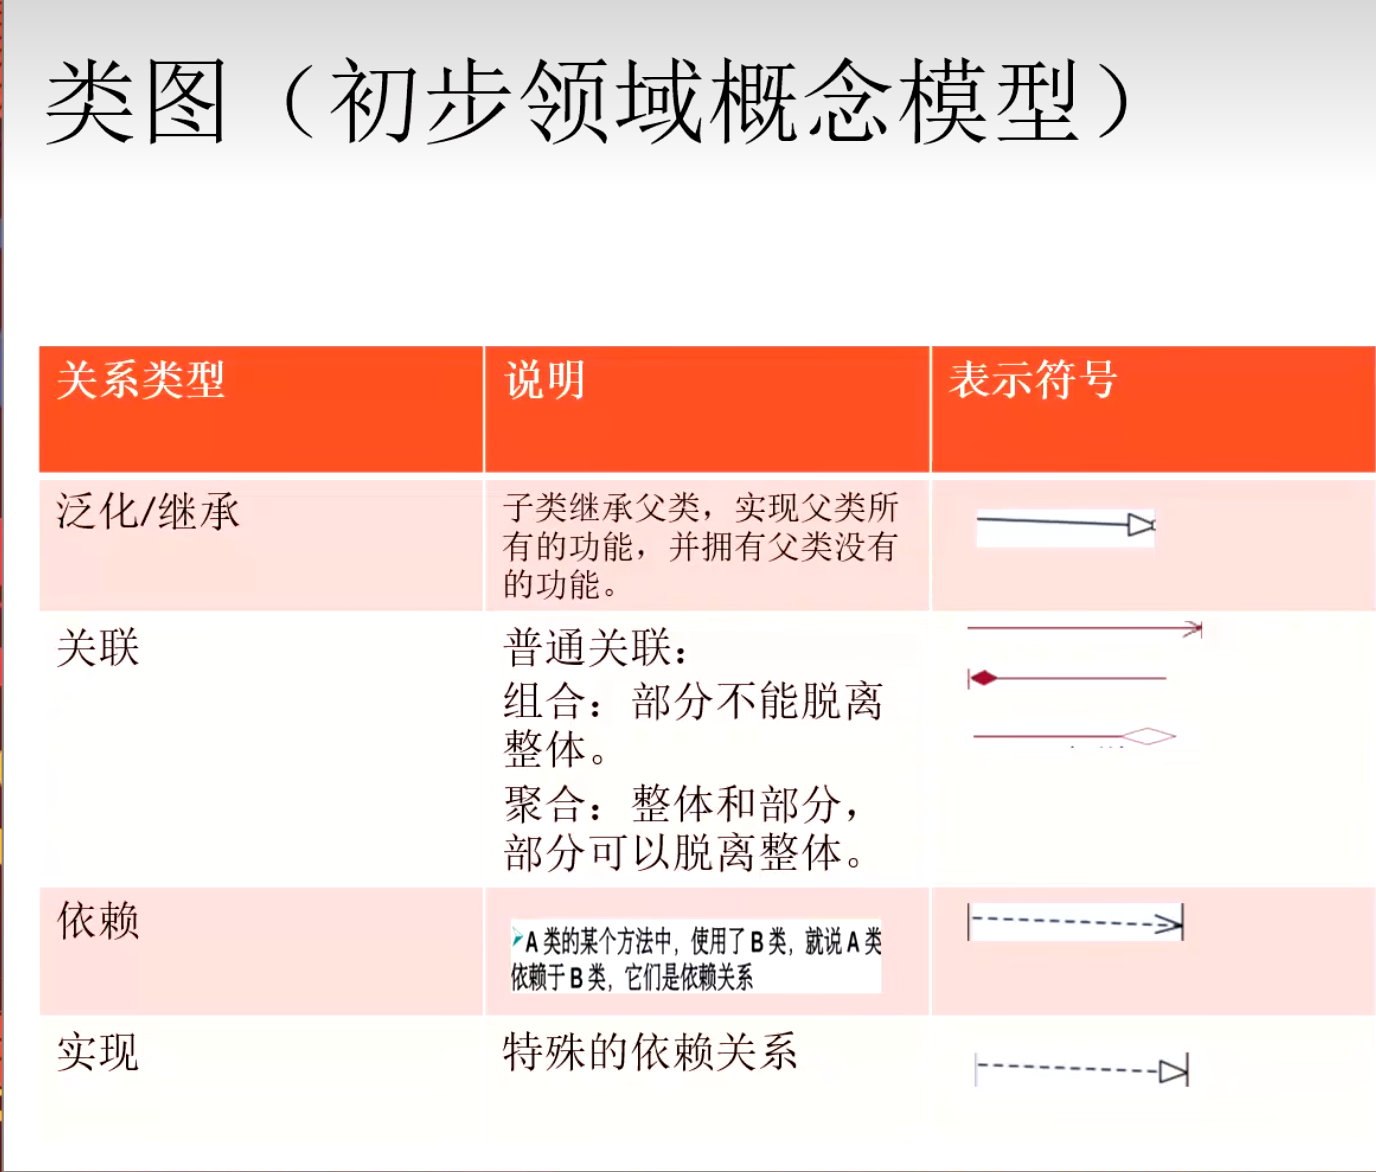 类图（初步领域概念模型）
关系类型
说明
表示符号
泛化/继承
子类继承父类，实现父类所
有的功能，并拥有父类没有
的功能。
关联
普通关联：
组合：部分不能脱离
整体。
聚合：整体和部分，
部分可以脱离整体。
依赖
A 类的某个方法中，使用了 B 类，就说 A 类
依赖于 B 类，它们是依赖关系
实现
特殊的依赖关系